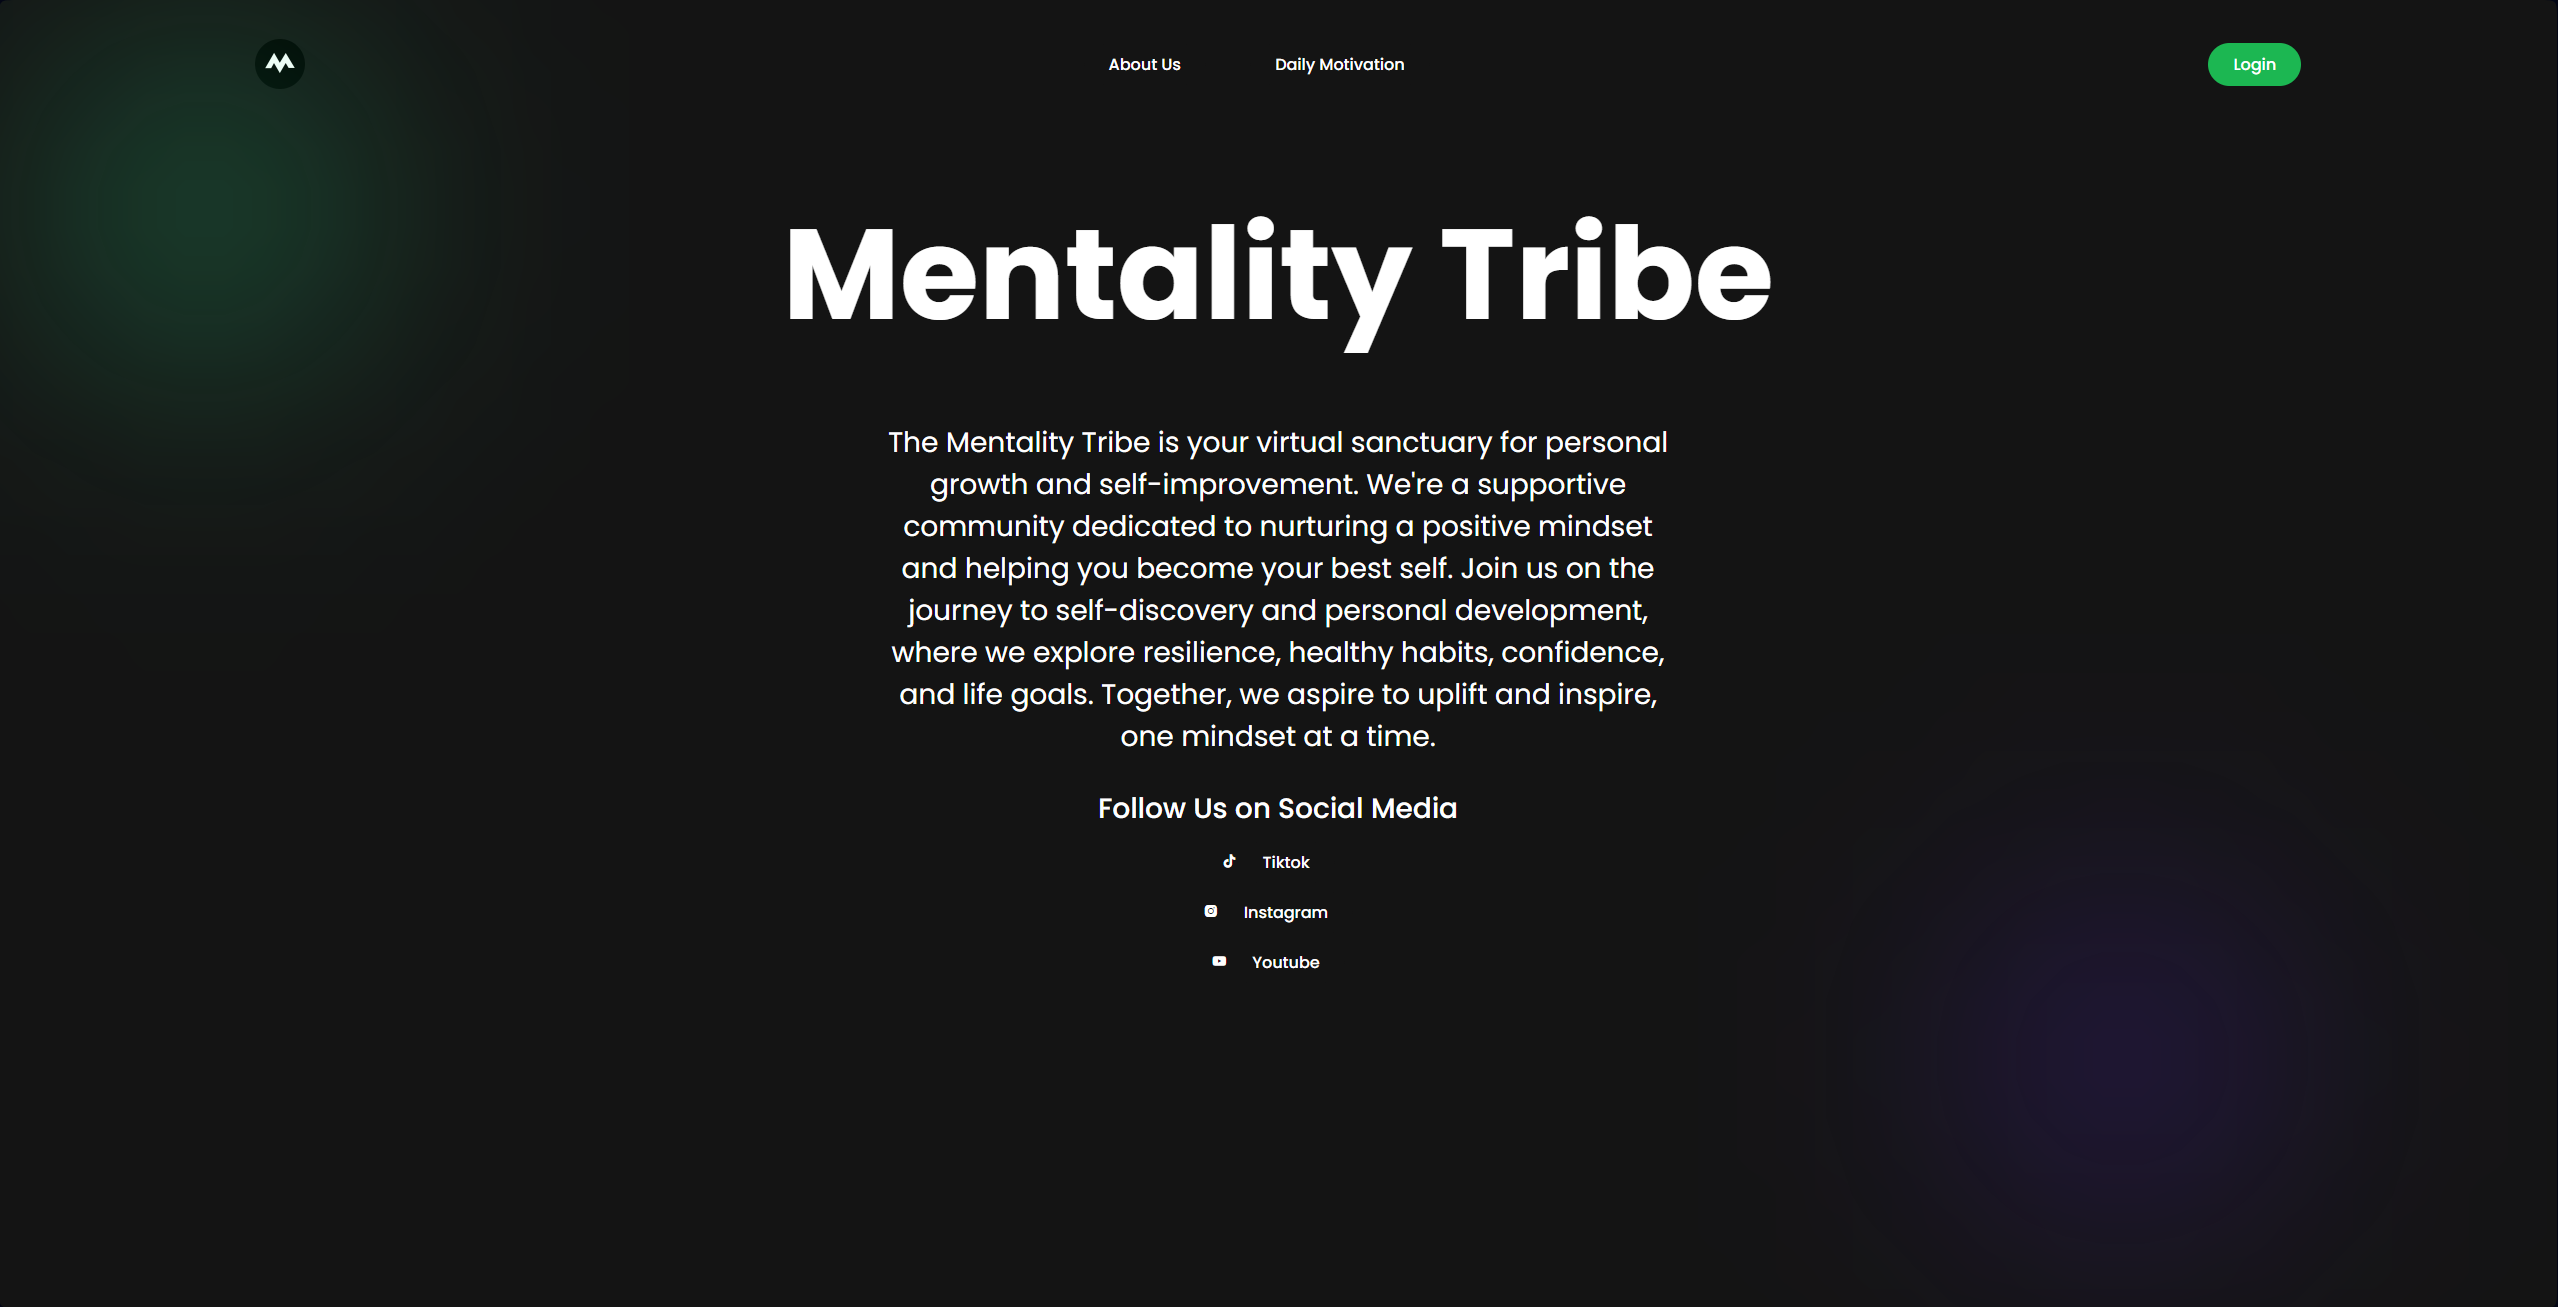 About Us
Daily Motivation
Login
Mentality Tribe
The Mentality Tribe is your virtual sanctuary for personal
growth and self-improvement. We're a supportive
community dedicated to nurturing a positive mindset
and helping you become your best self. Join us on the
journey to self-discovery and personal development,
where we explore resilience, healthy habits, confidence,
and life goals. Together, we aspire to uplift and inspire,
one mindset at a time.
Follow Us on Social Media
Tiktok
Instagram
Youtube